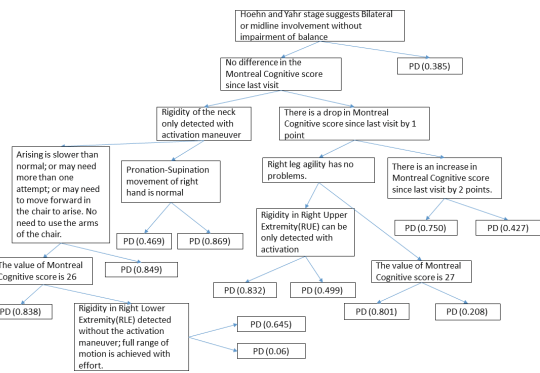 Hoehn and Yahr stage suggests Bilateral
or midline involvement without
impairment of balance
No difference in the
Montreal Cognitive score
since last visit
PD (0.385)
Rigidity of the neck
only detected with
activation maneuver
There is a drop in Montreal
Cognitive score since last visit by 1
point
Arising is slower than
normal; or may need
more than one
attempt; or may need
to move forward in
the chair to arise. No
need to use the arms
of the chair.
Pronation-Supination
movement of right
hand is normal
Right leg agility has no
problems.
There is an increase in
Montreal Cognitive score
since last visit by 2 points.
PD (0.469)
PD (0.869)
Rigidity in Right Upper
Extremity(RUE) can be
only detected with
activation
PD (0.750)
PD (0.427)
The value of Montreal
Cognitive score is 26
PD (0.849)
The value of Montreal
Cognitive score is 27
PD (0.838)
Rigidity in Right Lower
Extremity(RLE) detected
without the activation
maneuver; full range of
motion is achieved with
effort.
PD (0.645)
PD (0.06)
PD (0.832)
PD (0.499)
PD (0.801)
PD (0.208)